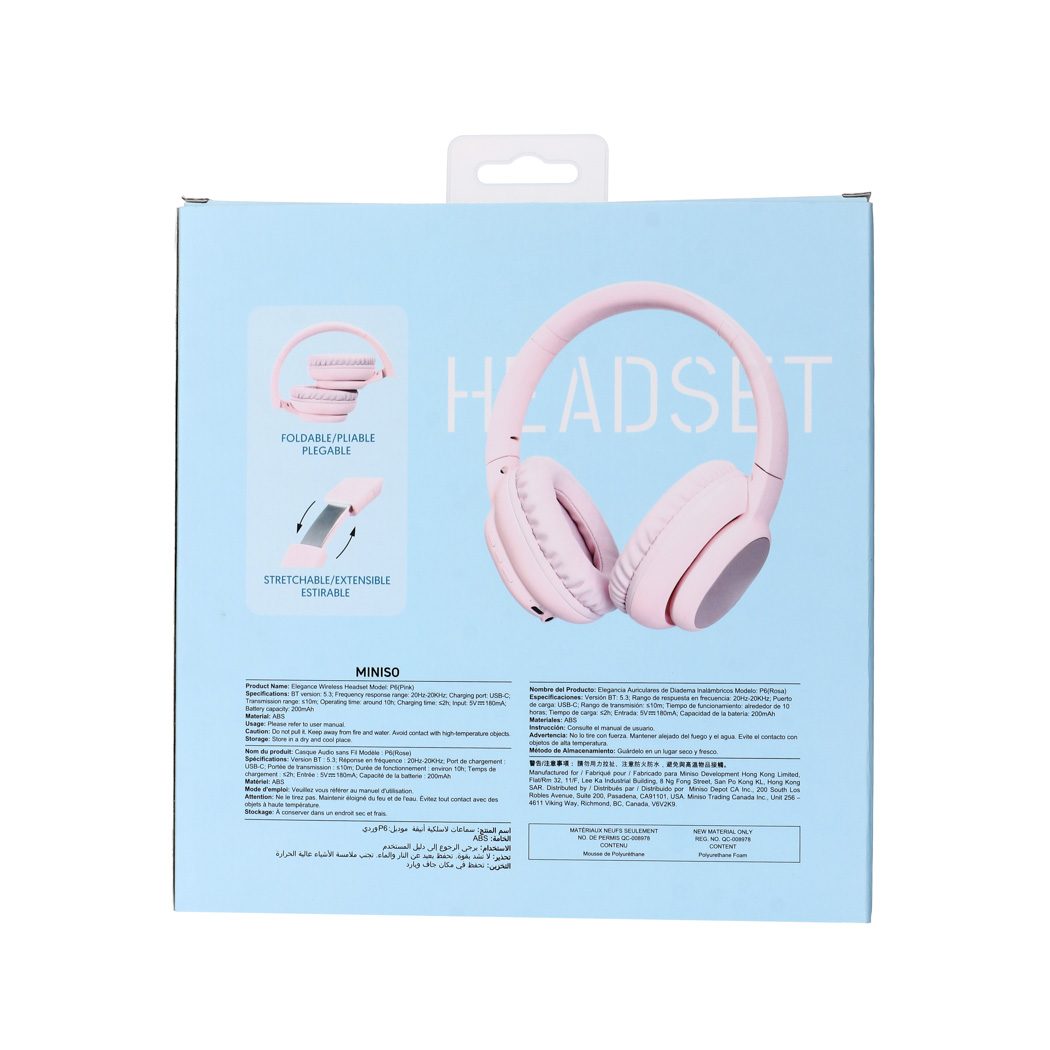 HEADSET
FOLDABLE/PLIABLE
PLEGABLE
STRETCHABLE/EXTENSIBLE
ESTIRABLE
MINISO
Product Name: Elegance Wireless Headset Model: P6(Pink)
Specifications: BT version: 5.3; Frequency response range: 20Hz-20KHz; Charging port: USB-C;
Transmission range: ≤10m; Operating time: around 10h; Charging time: ≤2h; Input: 5V⎓180mA;
Battery capacity: 200mAh
Material: ABS
Usage: Please refer to user manual.
Caution: Do not pull it. Keep away from fire and water. Avoid contact with high-temperature objects.
Storage: Store in a dry and cool place.
Nom du produit: Casque Audio sans Fil Modèle : P6(Rose)
Spécifications: Version BT : 5.3; Réponse en fréquence : 20Hz-20KHz; Port de chargement :
USB-C; Portée de transmission : ≤10m; Durée de fonctionnement : environ 10h; Temps de
chargement : ≤2h; Entrée : 5V⎓180mA; Capacité de la batterie : 200mAh
Matériel: ABS
Mode d'emploi: Veuillez vous référer au manuel d'utilisation.
Attention: Ne le tirez pas. Maintenir éloigné du feu et de l'eau. Évitez tout contact avec des
objets à haute température.
Stockage: À conserver dans un endroit sec et frais.
اسم المنتج: سماعات لاسلكية أنيقة موديل:P6وردي
الخامة: ABS
الاستخدام: يرجى الرجوع إلى دليل المستخدم
تحذير: لا تشد بقوة. تحفظ بعيد عن النار والماء. تجنب ملامسة الأشياء عالية الحرارة
التخزين: تحفظ في مكان جاف وبارد
Nombre del Producto: Elegancia Auriculares de Diadema Inalámbricos Modelo: P6(Rosa)
Especificaciones: Versión BT: 5.3; Rango de respuesta en frecuencia: 20Hz-20KHz; Puerto
de carga: USB-C; Rango de transmisión: ≤10m; Tiempo de funcionamiento: alrededor de 10
horas; Tiempo de carga: ≤2h; Entrada: 5V⎓180mA; Capacidad de la batería: 200mAh
Materiales: ABS
Instrucción: Consulte el manual de usuario.
Advertencia: No lo tire con fuerza. Mantener alejado del fuego y el agua. Evite el contacto con
objetos de alta temperatura.
Método de Almacenamiento: Guárdelo en un lugar seco y fresco.
警告/注意事項： 請勿用力拉扯，注意防火防水，避免與高溫物品接觸。
Manufactured for / Fabriqué pour / Fabricado para Miniso Development Hong Kong Limited,
Flat/Rm 32, 11/F, Lee Ka Industrial Building, 8 Ng Fong Street, San Po Kong KL, Hong Kong
SAR. Distributed by / Distribués par / Distribuido por Miniso Depot CA Inc., 200 South Los
Robles Avenue, Suite 200, Pasadena, CA91101, USA. Miniso Trading Canada Inc., Unit 256 –
4611 Viking Way, Richmond, BC, Canada, V6V2K9.
MATÉRIAUX NEUFS SEULEMENT
NO. DE PERMIS QC-008978
CONTENU
Mousse de Polyuréthane
NEW MATERIAL ONLY
REG. NO. QC-008978
CONTENT
Polyurethane Foam